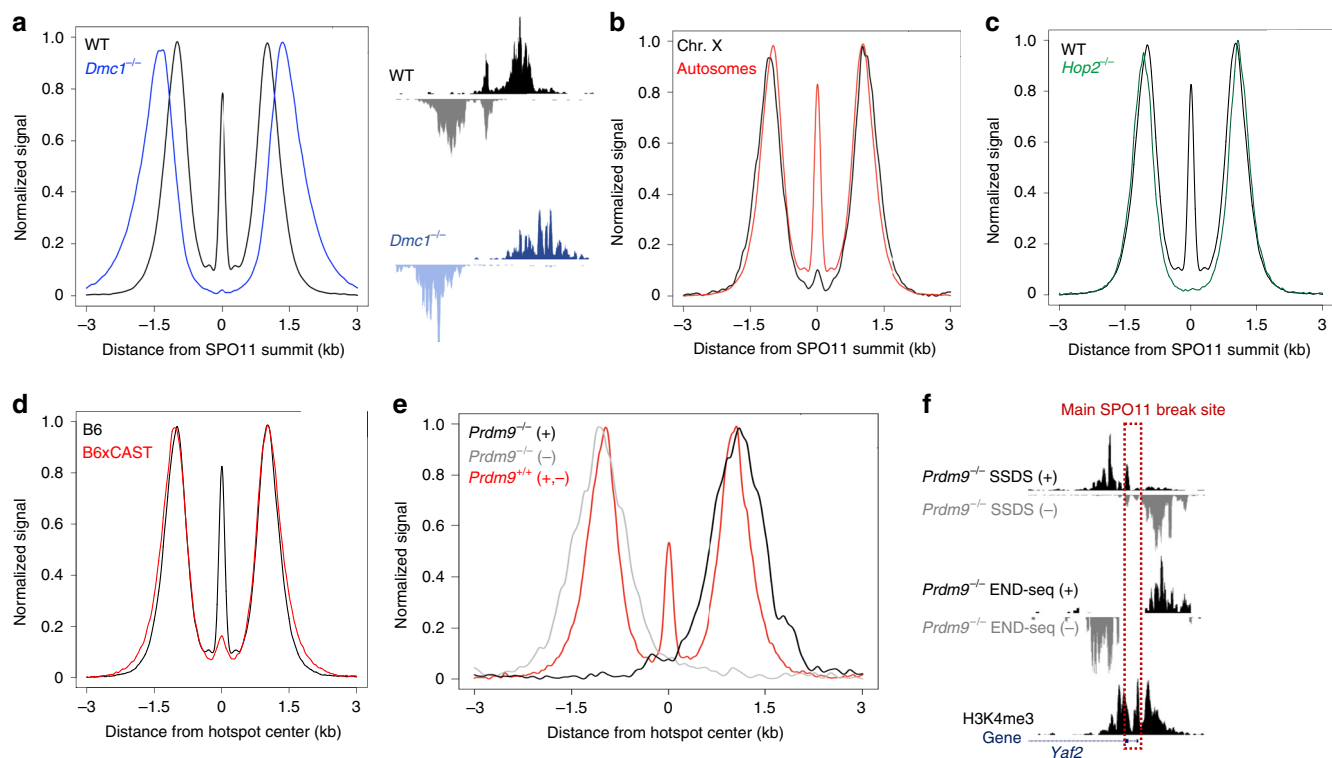 a
WT
Dmc1–/–
Normalized signal
1.0
0.8
0.6
0.4
0.2
0
–3
–1.5
0
1.5
3
Distance from SPO11 summit (kb)
WT
Dmc1–/–
b
Chr. X
Autosomes
Normalized signal
1.0
0.8
0.6
0.4
0.2
0
–3
–1.5
0
1.5
3
Distance from SPO11 summit (kb)
c
WT
Hop2–/–
Normalized signal
1.0
0.8
0.6
0.4
0.2
0
–3
–1.5
0
1.5
3
Distance from SPO11 summit (kb)
d
B6
B6xCAST
Normalized signal
1.0
0.8
0.6
0.4
0.2
0
–3
–1.5
0
1.5
3
Distance from hotspot center (kb)
e
Prdm9–/– (+)
Prdm9–/– (–)
Prdm9+/+ (+,–)
Normalized signal
1.0
0.8
0.6
0.4
0.2
0
–3
–1.5
0
1.5
3
Distance from hotspot center (kb)
f
Main SPO11 break site
Prdm9–/– SSDS (+)
Prdm9–/– SSDS (–)
Prdm9–/– END-seq (+)
Prdm9–/– END-seq (–)
H3K4me3
Gene
Yaf2